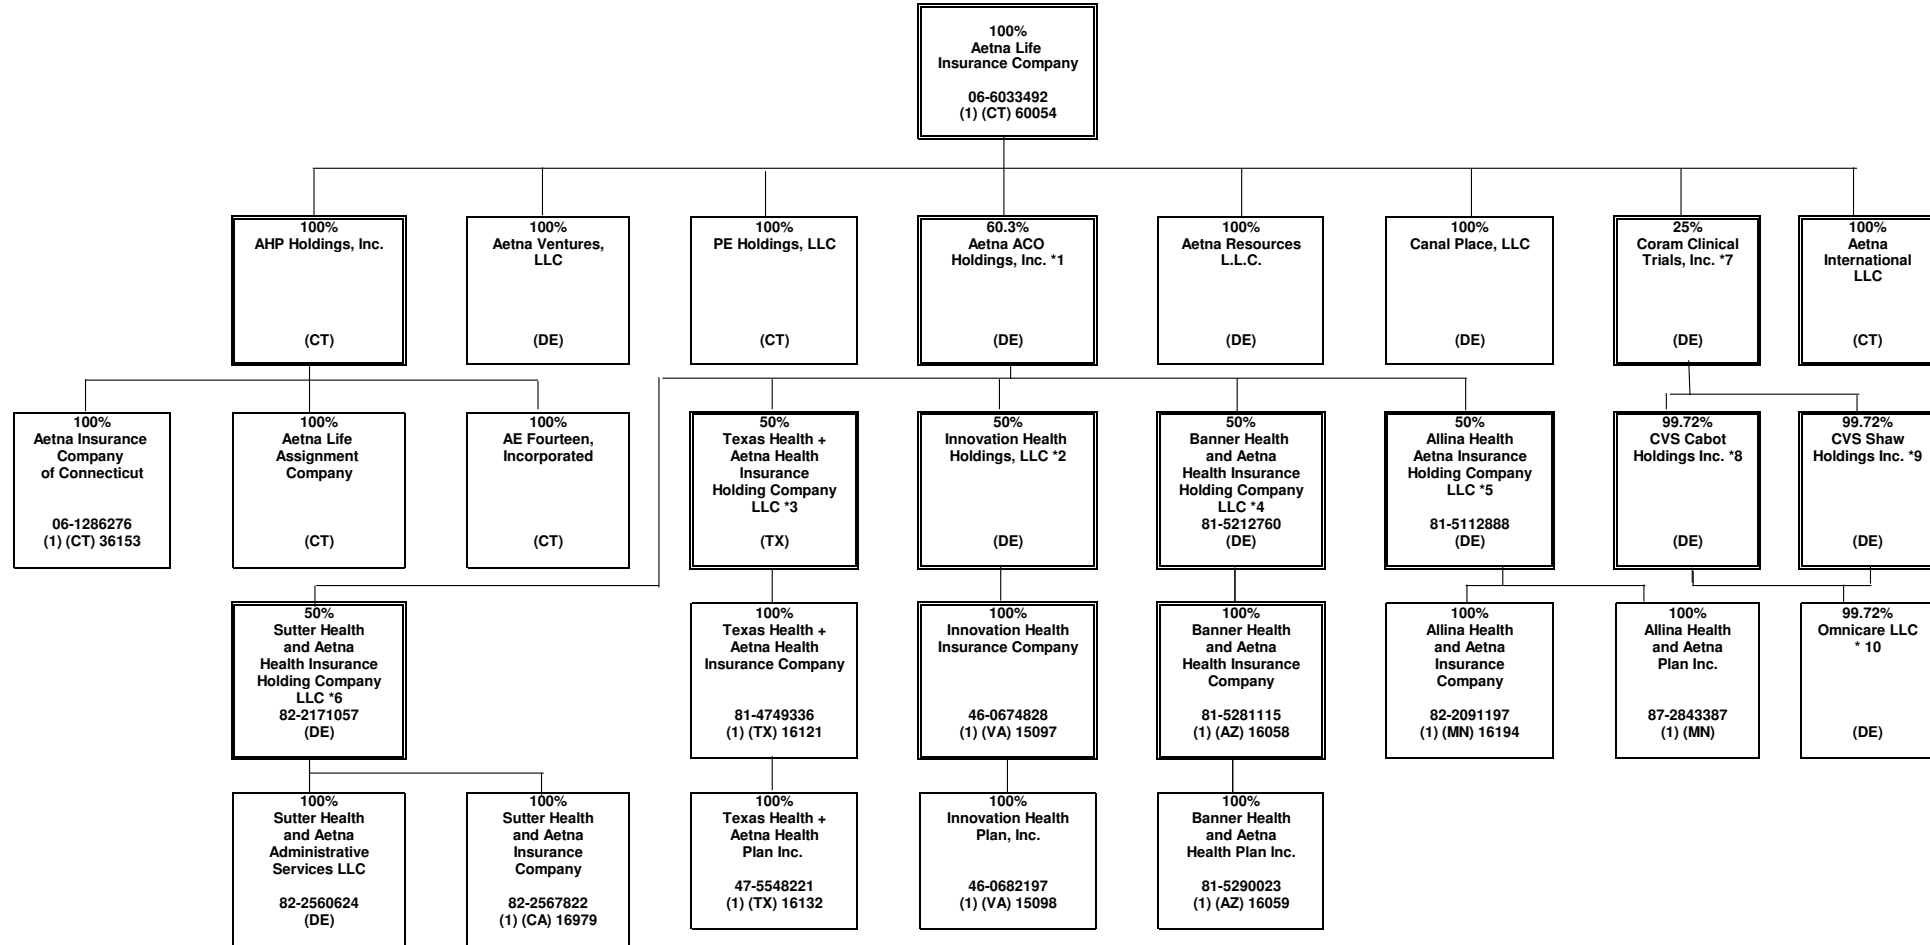 100%
Aetna Life
Insurance Company
06-6033492
(1) (CT) 60054
100%
AHP Holdings, Inc.
(CT)
100%
Aetna Ventures,
LLC
(DE)
100%
PE Holdings, LLC
(CT)
60.3%
Aetna ACO
Holdings, Inc. *1
(DE)
100%
Aetna Resources
L.L.C.
(DE)
100%
Canal Place, LLC
(DE)
25%
Coram Clinical
Trials, Inc. *7
(DE)
100%
Aetna
International
LLC
(CT)
100%
Aetna Insurance
Company
of Connecticut
06-1286276
(1) (CT) 36153
100%
Aetna Life
Assignment
Company
(CT)
100%
AE Fourteen,
Incorporated
(CT)
50%
Texas Health +
Aetna Health
Insurance
Holding Company
LLC *3
(TX)
50%
Innovation Health
Holdings, LLC *2
(DE)
50%
Banner Health
and Aetna
Health Insurance
Holding Company
LLC *4
81-5212760
(DE)
50%
Allina Health
Aetna Insurance
Holding Company
LLC *5
81-5112888
(DE)
99.72%
CVS Cabot
Holdings Inc. *8
(DE)
99.72%
CVS Shaw
Holdings Inc. *9
(DE)
50%
Sutter Health
and Aetna
Health Insurance
Holding Company
LLC *6
82-2171057
(DE)
100%
Texas Health +
Aetna Health
Insurance Company
81-4749336
(1) (TX) 16121
100%
Innovation Health
Insurance Company
46-0674828
(1) (VA) 15097
100%
Banner Health
and Aetna
Health Insurance
Company
81-5281115
(1) (AZ) 16058
100%
Allina Health
and Aetna
Insurance
Company
82-2091197
(1) (MN) 16194
100%
Allina Health
and Aetna
Plan Inc.
87-2843387
(1) (MN)
99.72%
Omnicare LLC
* 10
(DE)
100%
Sutter Health
and Aetna
Administrative
Services LLC
82-2560624
(DE)
100%
Sutter Health
and Aetna
Insurance
Company
82-2567822
(1) (CA) 16979
100%
Texas Health +
Aetna Health
Plan Inc.
47-5548221
(1) (TX) 16132
100%
Innovation Health
Plan, Inc.
46-0682197
(1) (VA) 15098
100%
Banner Health
and Aetna
Health Plan Inc.
81-5290023
(1) (AZ) 16059